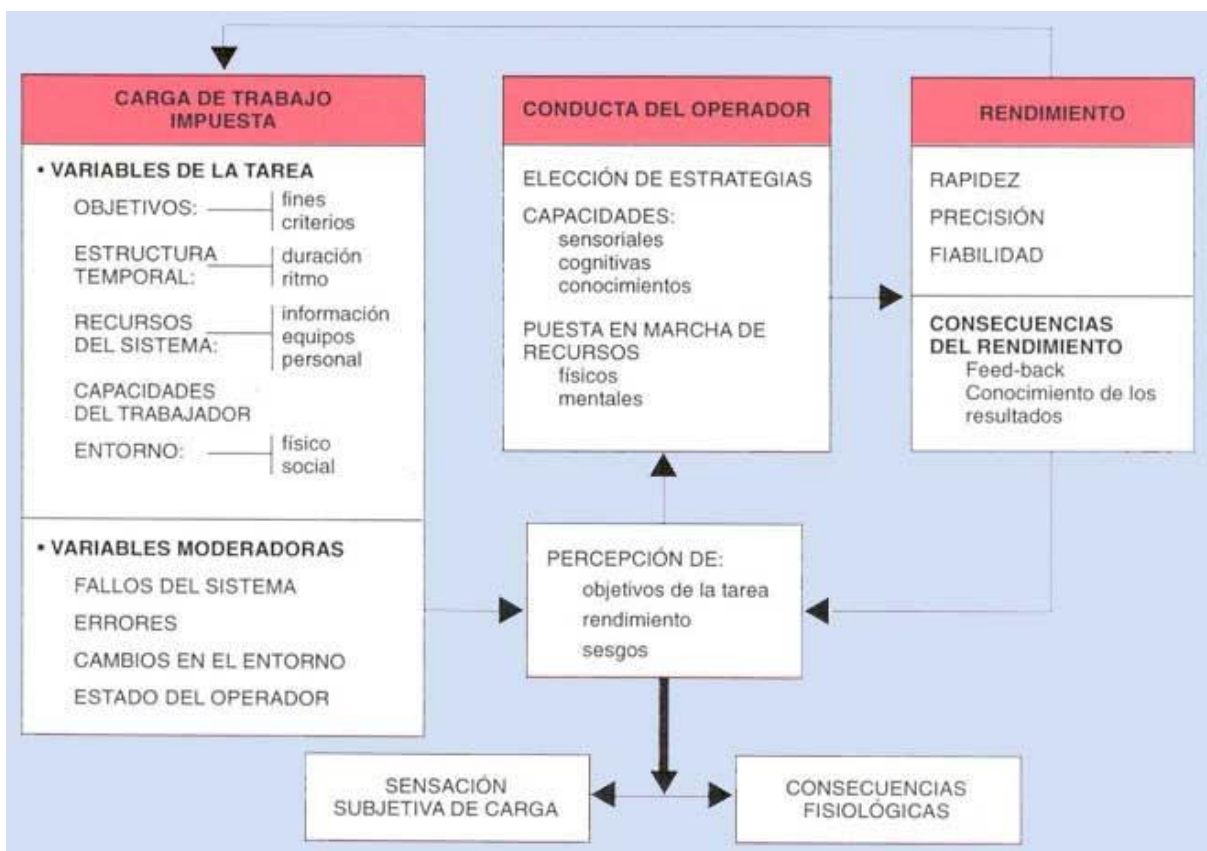 CARGA DE TRABAJO
IMPUESTA
• VARIABLES DE LA TAREA
OBJETIVOS:
fines
criterios
ESTRUCTURA
TEMPORAL:
duración
ritmo
RECURSOS
DEL SISTEMA:
información
equipos
personal
CAPACIDADES
DEL TRABAJADOR
ENTORNO:
físico
social
• VARIABLES MODERADORAS
FALLOS DEL SISTEMA
ERRORES
CAMBIOS EN EL ENTORNO
ESTADO DEL OPERADOR
CONDUCTA DEL OPERADOR
ELECCIÓN DE ESTRATEGIAS
CAPACIDADES:
sensoriales
cognitivas
conocimientos
PUESTA EN MARCHA DE
RECURSOS
físicos
mentales
RENDIMIENTO
RAPIDEZ
PRECISIÓN
FIABILIDAD
CONSECUENCIAS
DEL RENDIMIENTO
Feed-back
Conocimiento de los
resultados
PERCEPCIÓN DE:
objetivos de la tarea
rendimiento
sesgos
SENSACIÓN
SUBJETIVA DE CARGA
CONSECUENCIAS
FISIOLÓGICAS